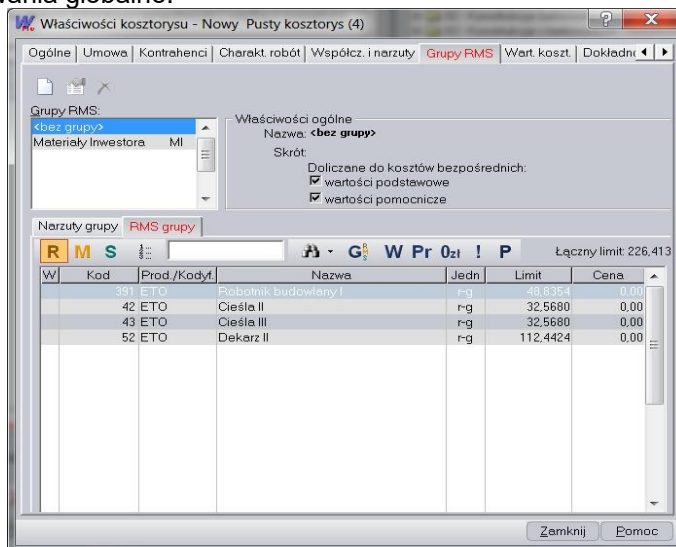 wania globalne.
Właściwości kosztorysu - Nowy Pusty kosztorys (4)
Ogólne Umowa Kontrahenci Charakt. robót Współcz. i narzuty Grupy RMS Wart. koszt.
Grupy RMS:
<bez grupy>
Materiały Inwestora MI
Właściwości ogólne
Nazwa: <bez grupy>
Skrót:
Doliczane do kosztów bezpośrednich:
wartości podstawowe
wartości pomocnicze
Narzuty grupy RMS grupy
R M S G W Pr 0zł ! P Łączny limit: 226,413
W Kod Prod./Kodyf. Nazwa Jedn Limit Cena
391 ETO Robotnik budowlany I r-g 48,8354 0,00
42 ETO Cieśla II r-g 32,5680 0,00
43 ETO Cieśla III r-g 32,5680 0,00
52 ETO Dekarz II r-g 112,4424 0,00
Zamknij Pomoc